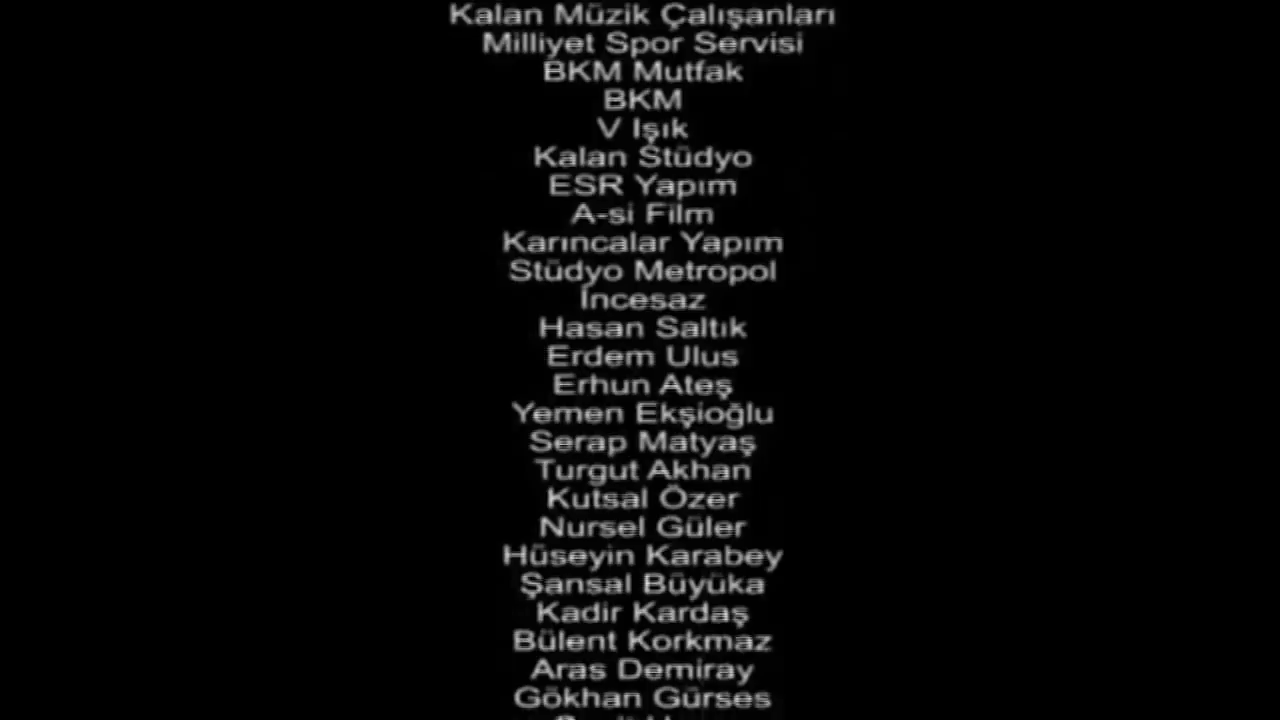 Kalan Müzik Çalışanları
Milliyet Spor Servisi
BKM Mutfak
BKM
V Işık
Kalan Stüdyo
ESR Yapım
A-si Film
Karıncalar Yapım
Stüdyo Metropol
İncesaz
Hasan Saltık
Erdem Ulus
Erhun Ateş
Yemen Ekşioğlu
Serap Matyaş
Turgut Akhan
Kutsal Özer
Nursel Güler
Hüseyin Karabey
Şansal Büyüka
Kadir Kardaş
Bülent Korkmaz
Aras Demiray
Gökhan Gürses